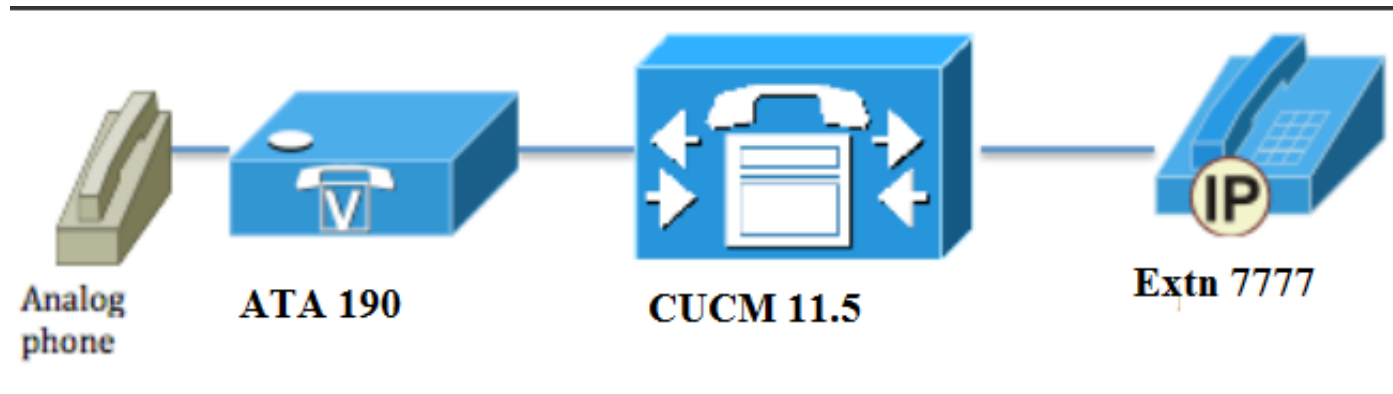 V
IP
Analog
phone
ATA 190
CUCM 11.5
Extn 7777